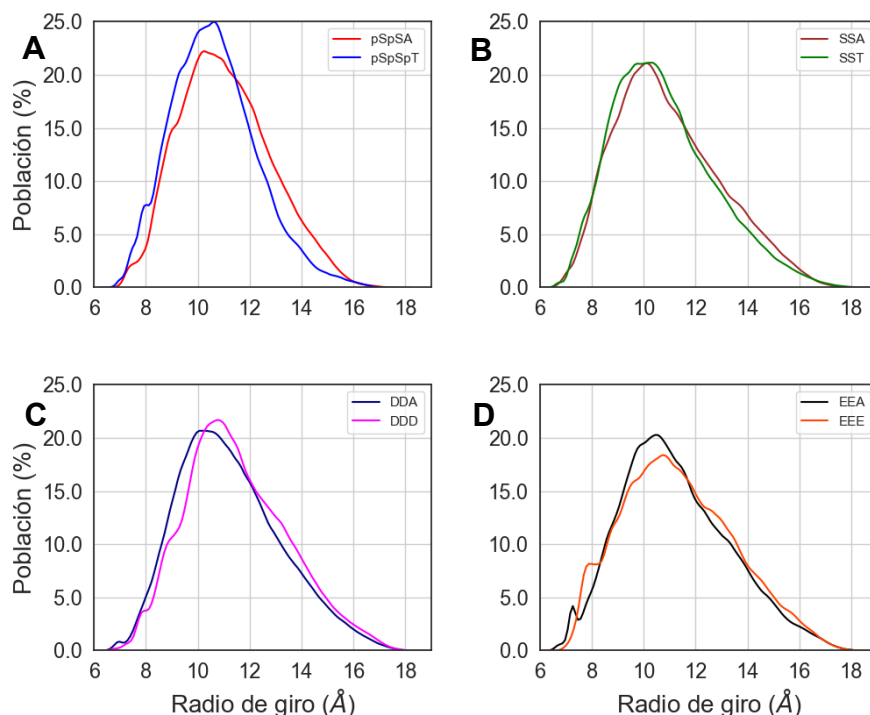 A
pSpSA
pSpSpT
Población (%)
25.0
20.0
15.0
10.0
5.0
0.0
6 8 10 12 14 16 18
B
SSA
SST
25.0
20.0
15.0
10.0
5.0
0.0
6 8 10 12 14 16 18
C
DDA
DDD
Población (%)
25.0
20.0
15.0
10.0
5.0
0.0
6 8 10 12 14 16 18
Radio de giro (Å)
D
EEA
EEE
25.0
20.0
15.0
10.0
5.0
0.0
6 8 10 12 14 16 18
Radio de giro (Å)